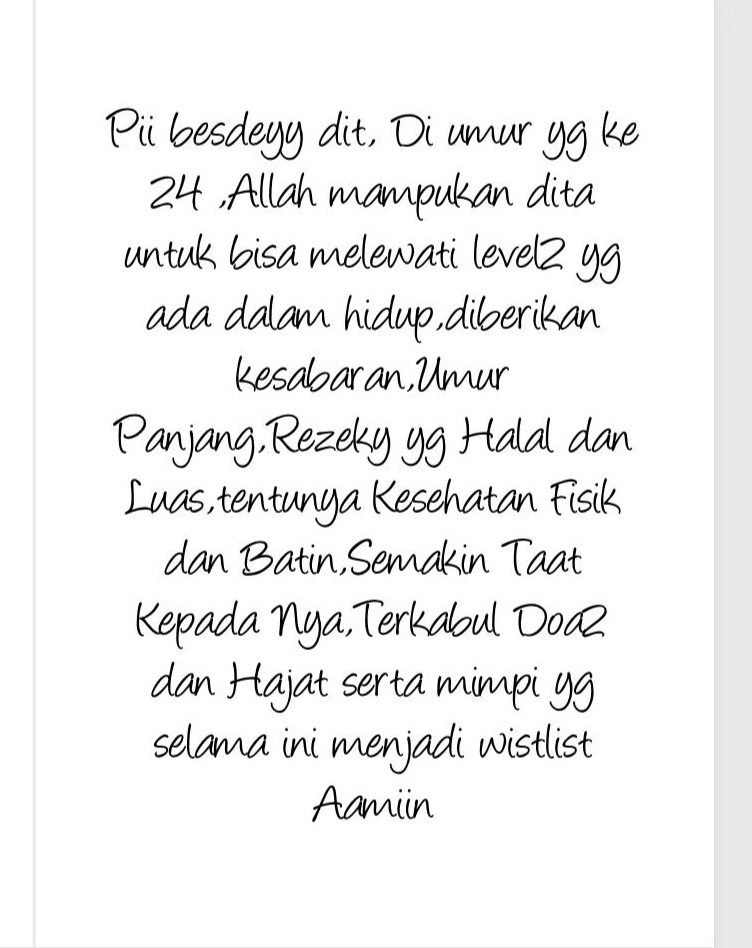 Pii besdeyy dit, Di umur yg ke
24 ,Allah mampukan dita
untuk bisa melewati level2 yg
ada dalam hidup,diberikan
kesabaran,Umur
Panjang,Rezeky yg Halal dan
Luas,tentunya Kesehatan Fisik
dan Batin,Semakin Taat
Kepada Nya,Terkabul Doa2
dan Hajat serta mimpi yg
selama ini menjadi wistlist
Aamiin